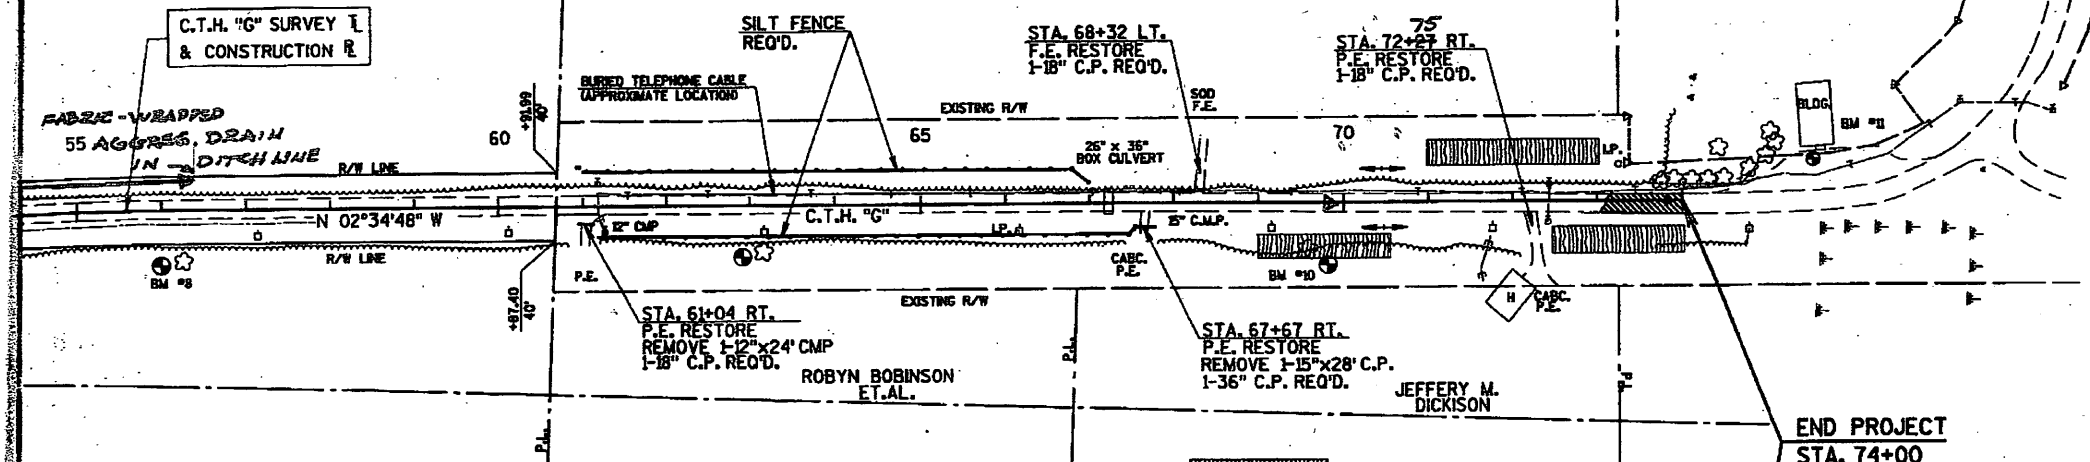 C.T.H. "G" SURVEY
& CONSTRUCTION
FABRIC-WRAPPED
55 AGGREG. DRAIN
IN DITCH LINE
R/W LINE
N 02°34'48" W
R/W LINE
BM #8
60
+91.99
40'
+87.40
40'
P.L.
SILT FENCE
REQ'D.
BURIED TELEPHONE CABLE
(APPROXIMATE LOCATION)
EXISTING R/W
65
26" x 36"
BOX CULVERT
STA. 68+32 LT.
F.E. RESTORE
1-18" C.P. REQ'D.
SOD
F.E.
75
STA. 72+27 RT.
P.E. RESTORE
1-18" C.P. REQ'D.
70
L.P.
BLDG.
BM #11
12" CMP
C.T.H. "G"
L.P.
15" C.M.P.
P.E.
CABC.
P.E.
BM #10
H
CABC.
P.E.
EXISTING R/W
STA. 61+04 RT.
P.E. RESTORE
REMOVE 1-12"x24' CMP
1-18" C.P. REQ'D.
ROBYN BOBINSON
ET.AL.
P.L.
STA. 67+67 RT.
P.E. RESTORE
REMOVE 1-15"x28' C.P.
1-36" C.P. REQ'D.
JEFFERY M.
DICKISON
P.L.
END PROJECT
STA. 74+00